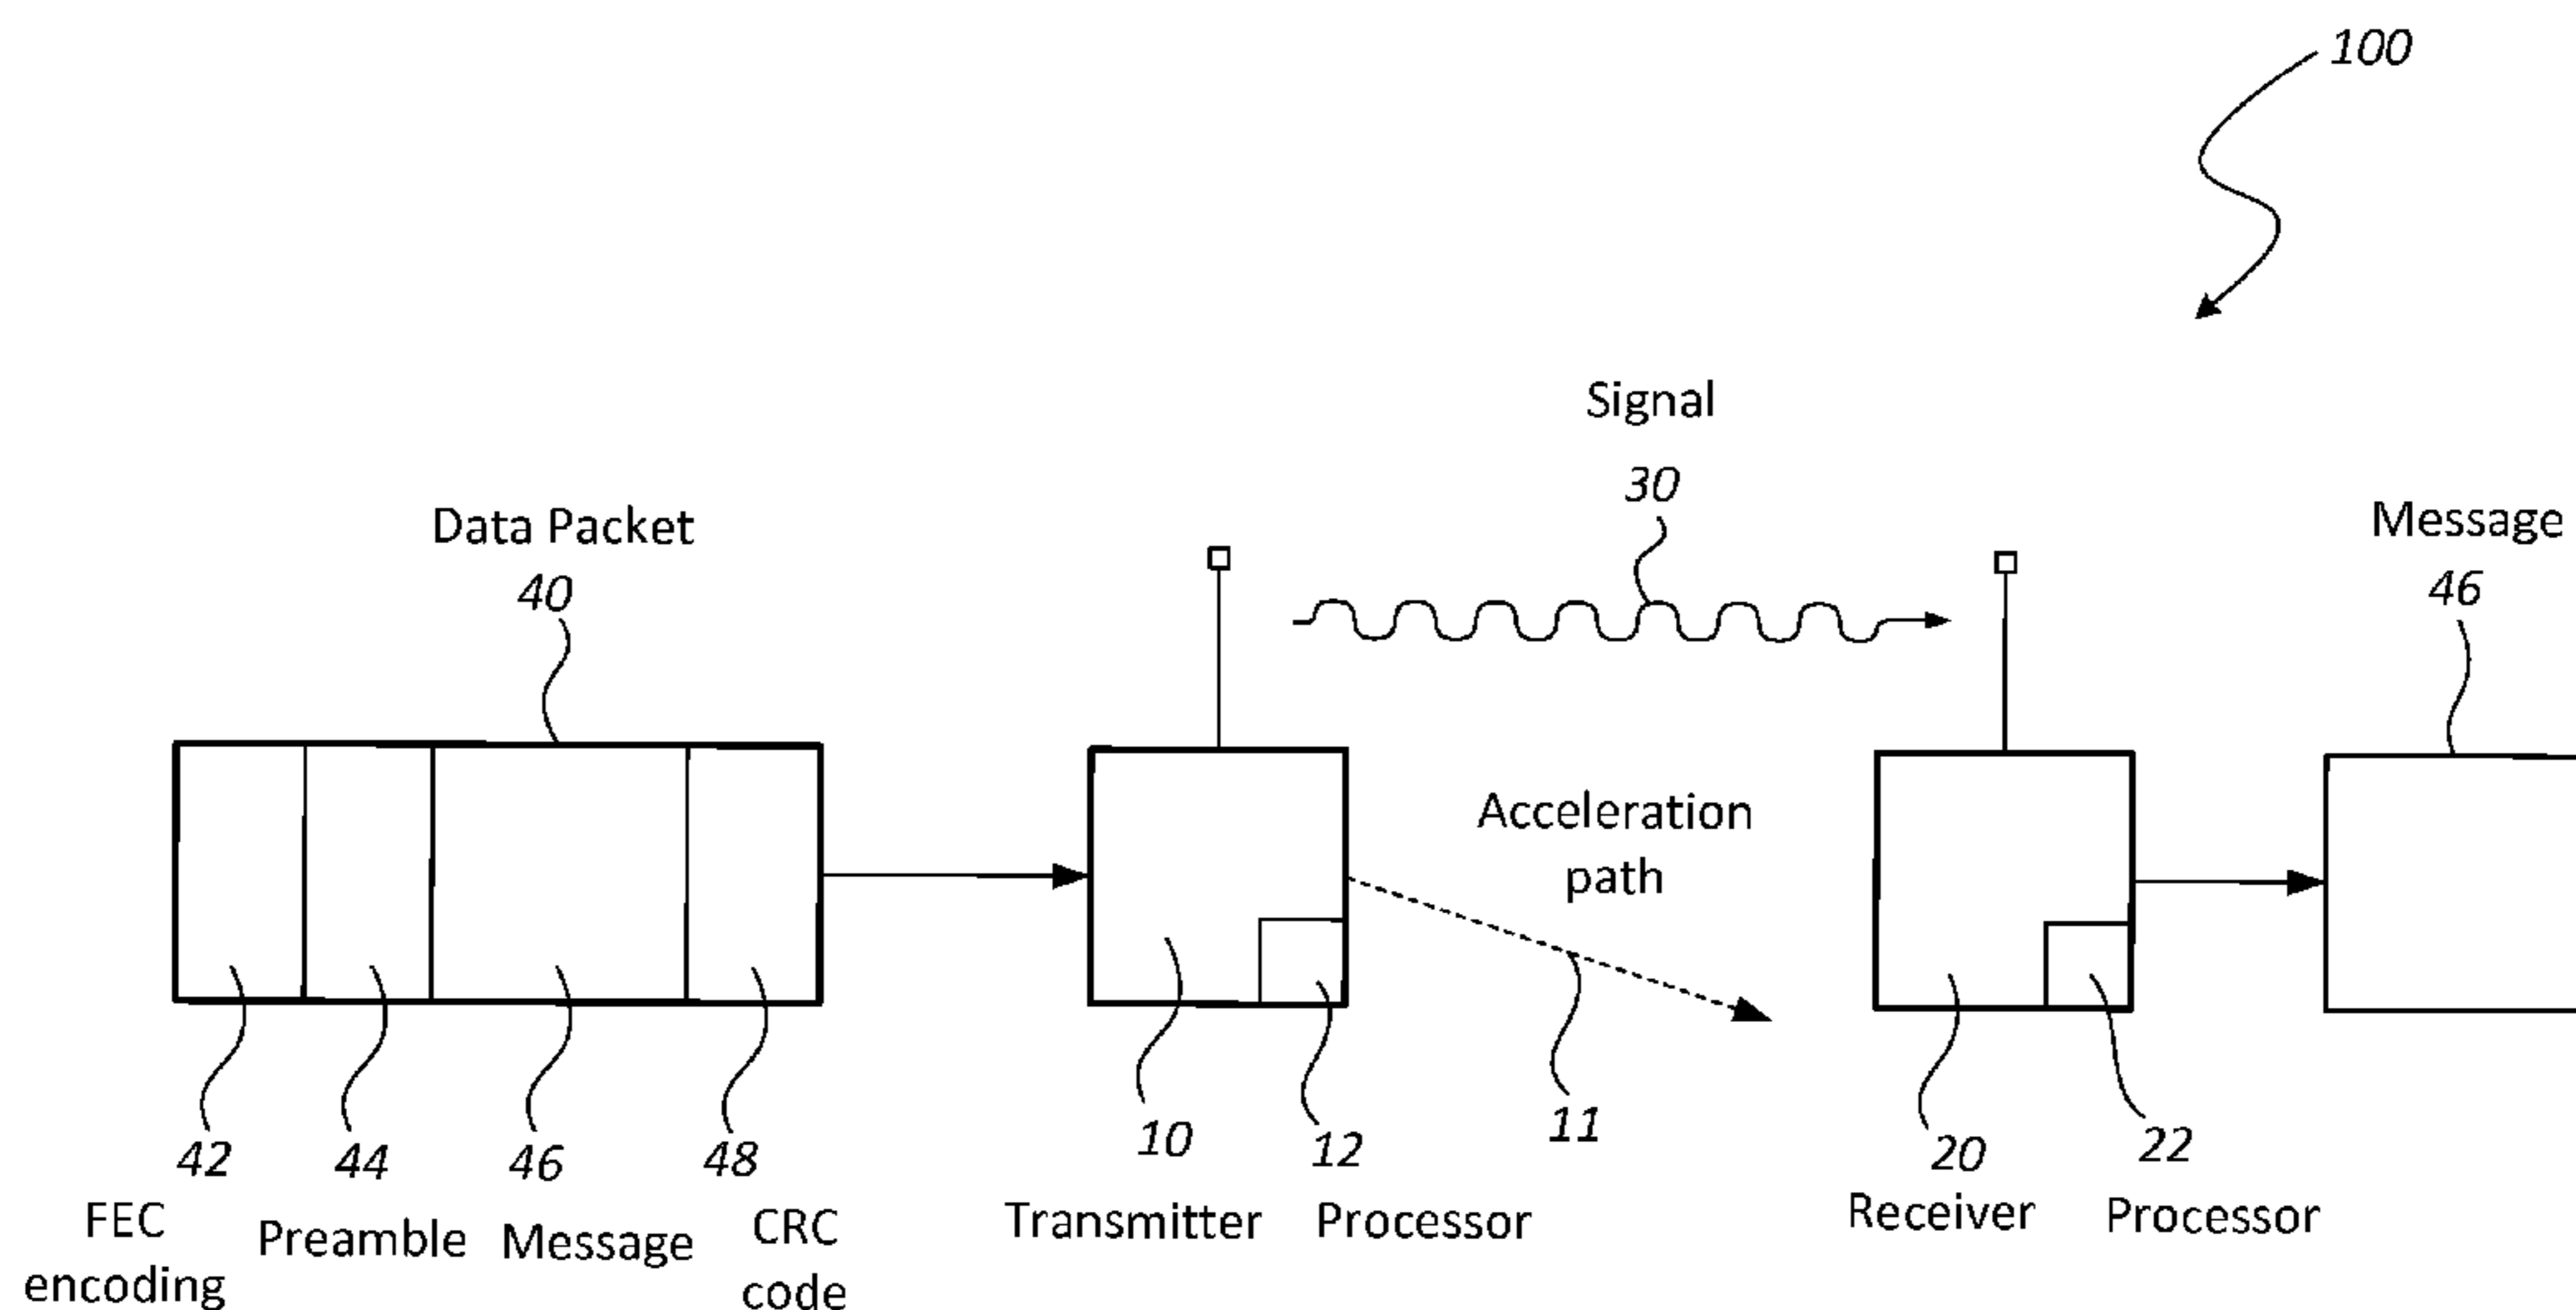 100
Signal
30
Data Packet
40
Message
46
Acceleration
path
11
42
FEC
encoding
44
Preamble
46
Message
48
CRC
code
10
Transmitter
12
Processor
20
Receiver
22
Processor